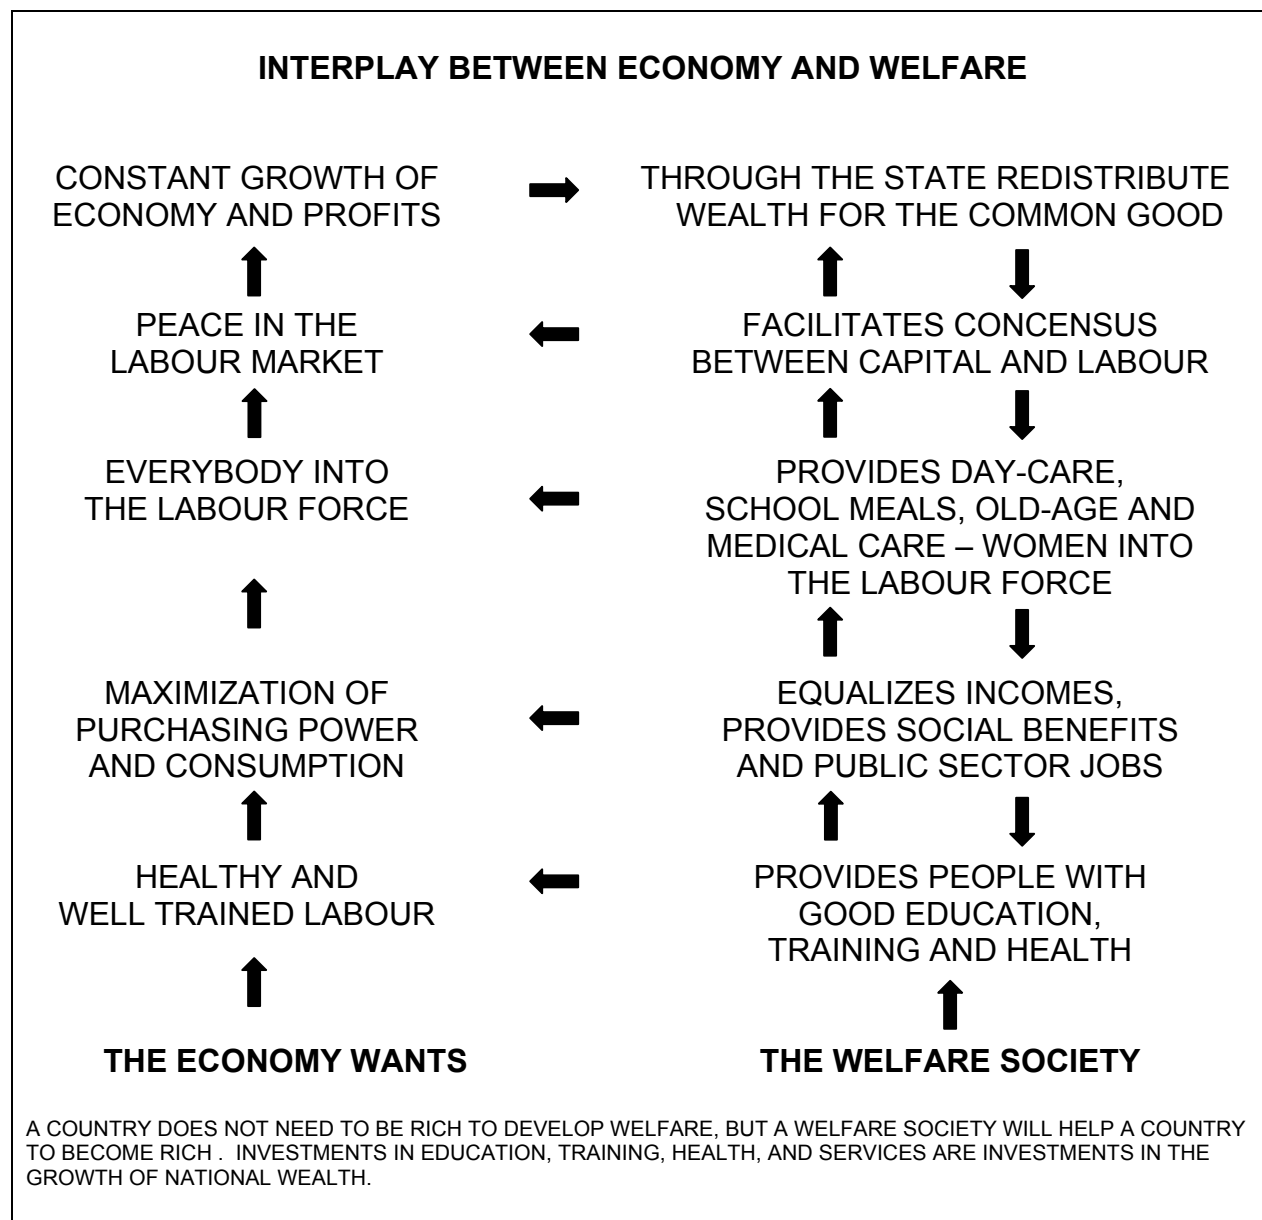 INTERPLAY BETWEEN ECONOMY AND WELFARE
CONSTANT GROWTH OF
ECONOMY AND PROFITS
THROUGH THE STATE REDISTRIBUTE
WEALTH FOR THE COMMON GOOD
PEACE IN THE
LABOUR MARKET
FACILITATES CONCENSUS
BETWEEN CAPITAL AND LABOUR
EVERYBODY INTO
THE LABOUR FORCE
PROVIDES DAY-CARE,
SCHOOL MEALS, OLD-AGE AND
MEDICAL CARE – WOMEN INTO
THE LABOUR FORCE
MAXIMIZATION OF
PURCHASING POWER
AND CONSUMPTION
EQUALIZES INCOMES,
PROVIDES SOCIAL BENEFITS
AND PUBLIC SECTOR JOBS
HEALTHY AND
WELL TRAINED LABOUR
PROVIDES PEOPLE WITH
GOOD EDUCATION,
TRAINING AND HEALTH
THE ECONOMY WANTS
THE WELFARE SOCIETY
A COUNTRY DOES NOT NEED TO BE RICH TO DEVELOP WELFARE, BUT A WELFARE SOCIETY WILL HELP A COUNTRY
TO BECOME RICH . INVESTMENTS IN EDUCATION, TRAINING, HEALTH, AND SERVICES ARE INVESTMENTS IN THE
GROWTH OF NATIONAL WEALTH.